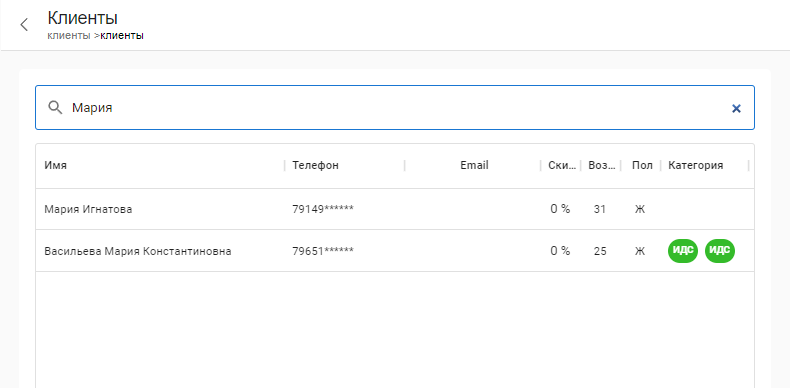 Клиенты
клиенты >клиенты
Мария
Имя Телефон Email Ски... Воз... Пол Категория
Мария Игнатова 79149****** 0 % 31 Ж
Васильева Мария Константиновна 79651****** 0 % 25 Ж идс идс